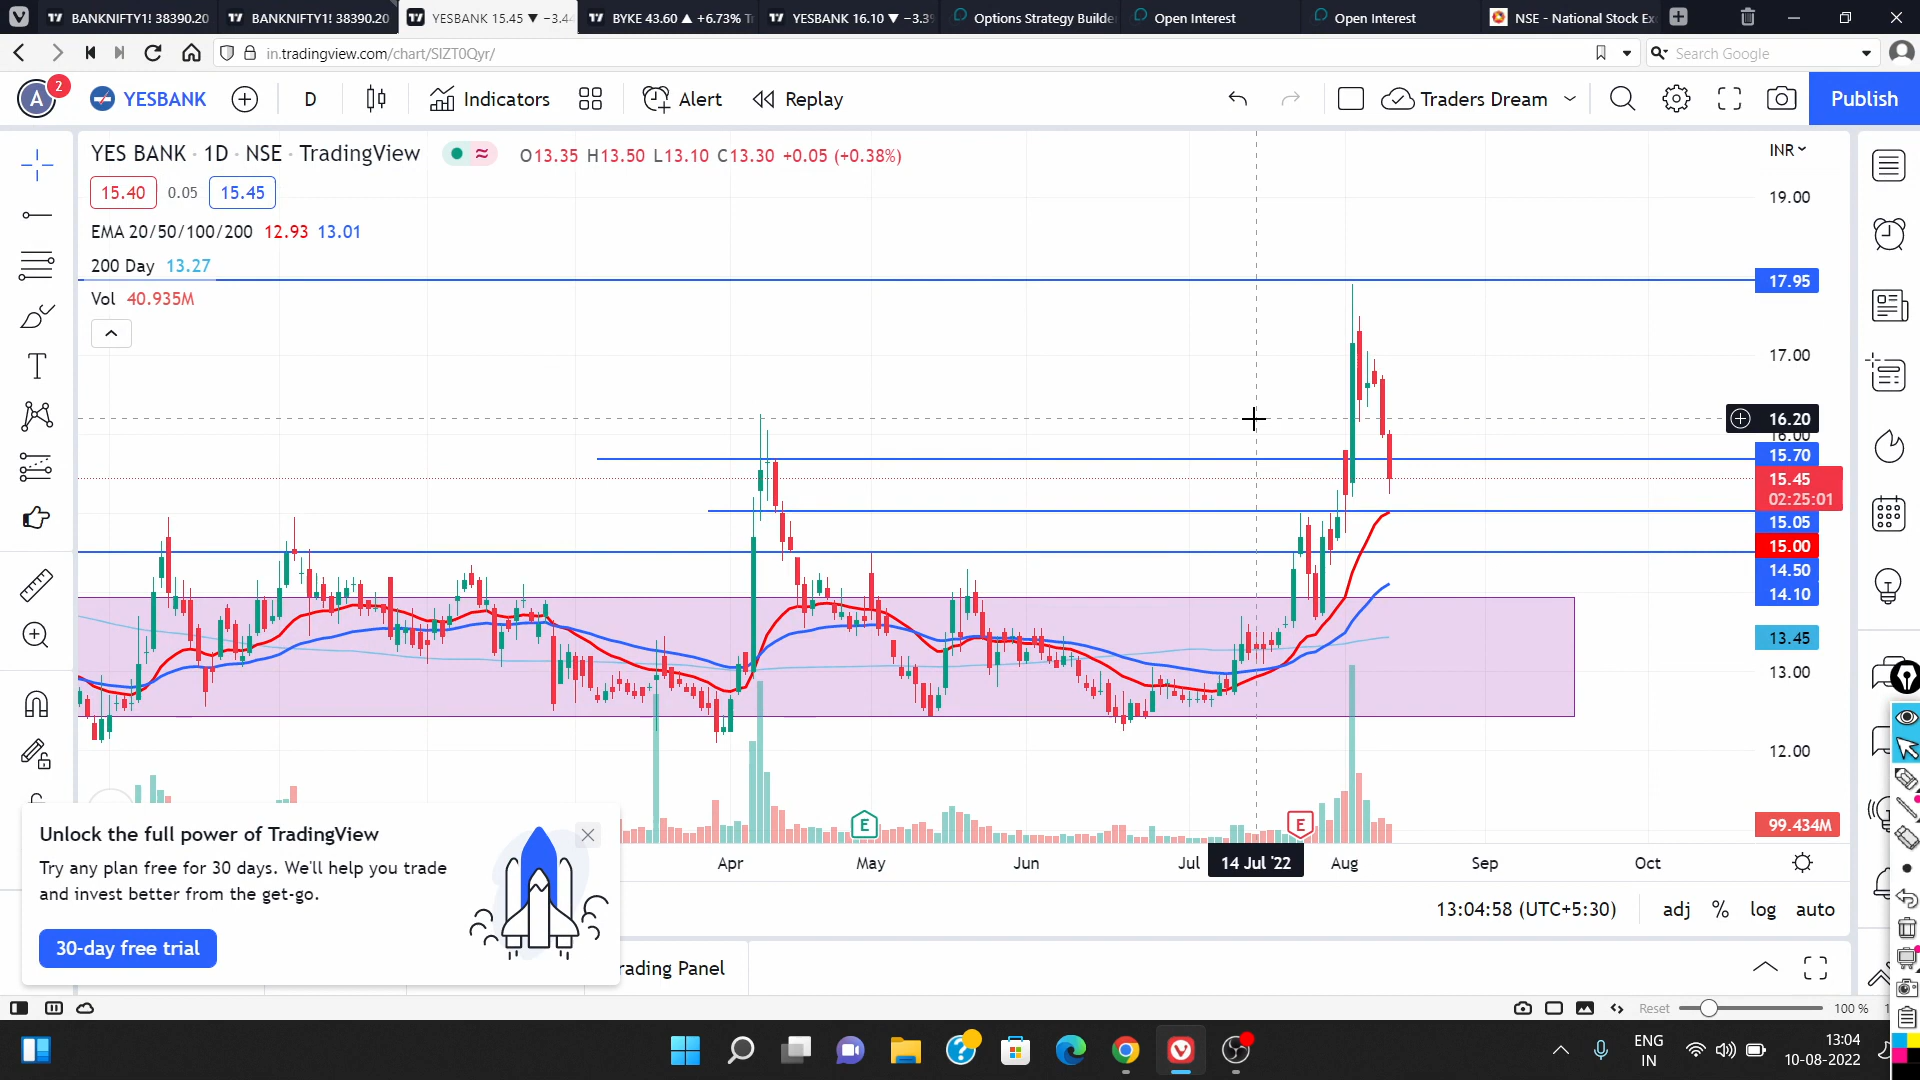 BANKNIFTY1! 38390.20
BANKNIFTY1! 38390.20
YESBANK 15.45 ▼ −3.44
BYKE 43.60 ▲ +6.73% Tr
YESBANK 16.10 ▼ −3.3
Options Strategy Builde
Open Interest
Open Interest
NSE - National Stock Ex
in.tradingview.com/chart/SIZT0Qyr/
Search Google
A
2
YESBANK
D
Indicators
Alert
Replay
Traders Dream
Publish
YES BANK · 1D · NSE · TradingView
O13.35 H13.50 L13.10 C13.30 +0.05 (+0.38%)
INR
15.40
0.05
15.45
EMA 20/50/100/200 12.93 13.01
200 Day 13.27
Vol 40.935M
19.00
17.95
17.00
16.20
16.00
15.70
15.45
02:25:01
15.05
15.00
14.50
14.10
13.45
13.00
12.00
99.434M
E
E
Apr
May
Jun
Jul
14 Jul '22
Aug
Sep
Oct
Unlock the full power of TradingView
Try any plan free for 30 days. We'll help you trade
and invest better from the get-go.
30-day free trial
13:04:58 (UTC+5:30)
adj
%
log
auto
rading Panel
Reset
100 %
ENG
IN
13:04
10-08-2022